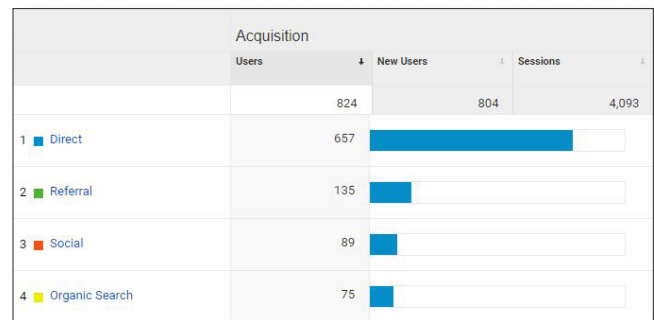 Acquisition
Users New Users Sessions
824 804 4,093
1 Direct 657
2 Referral 135
3 Social 89
4 Organic Search 75